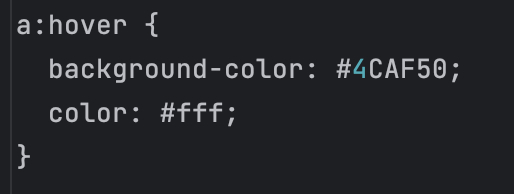 a:hover {
  background-color: #4CAF50;
  color: #fff;
}